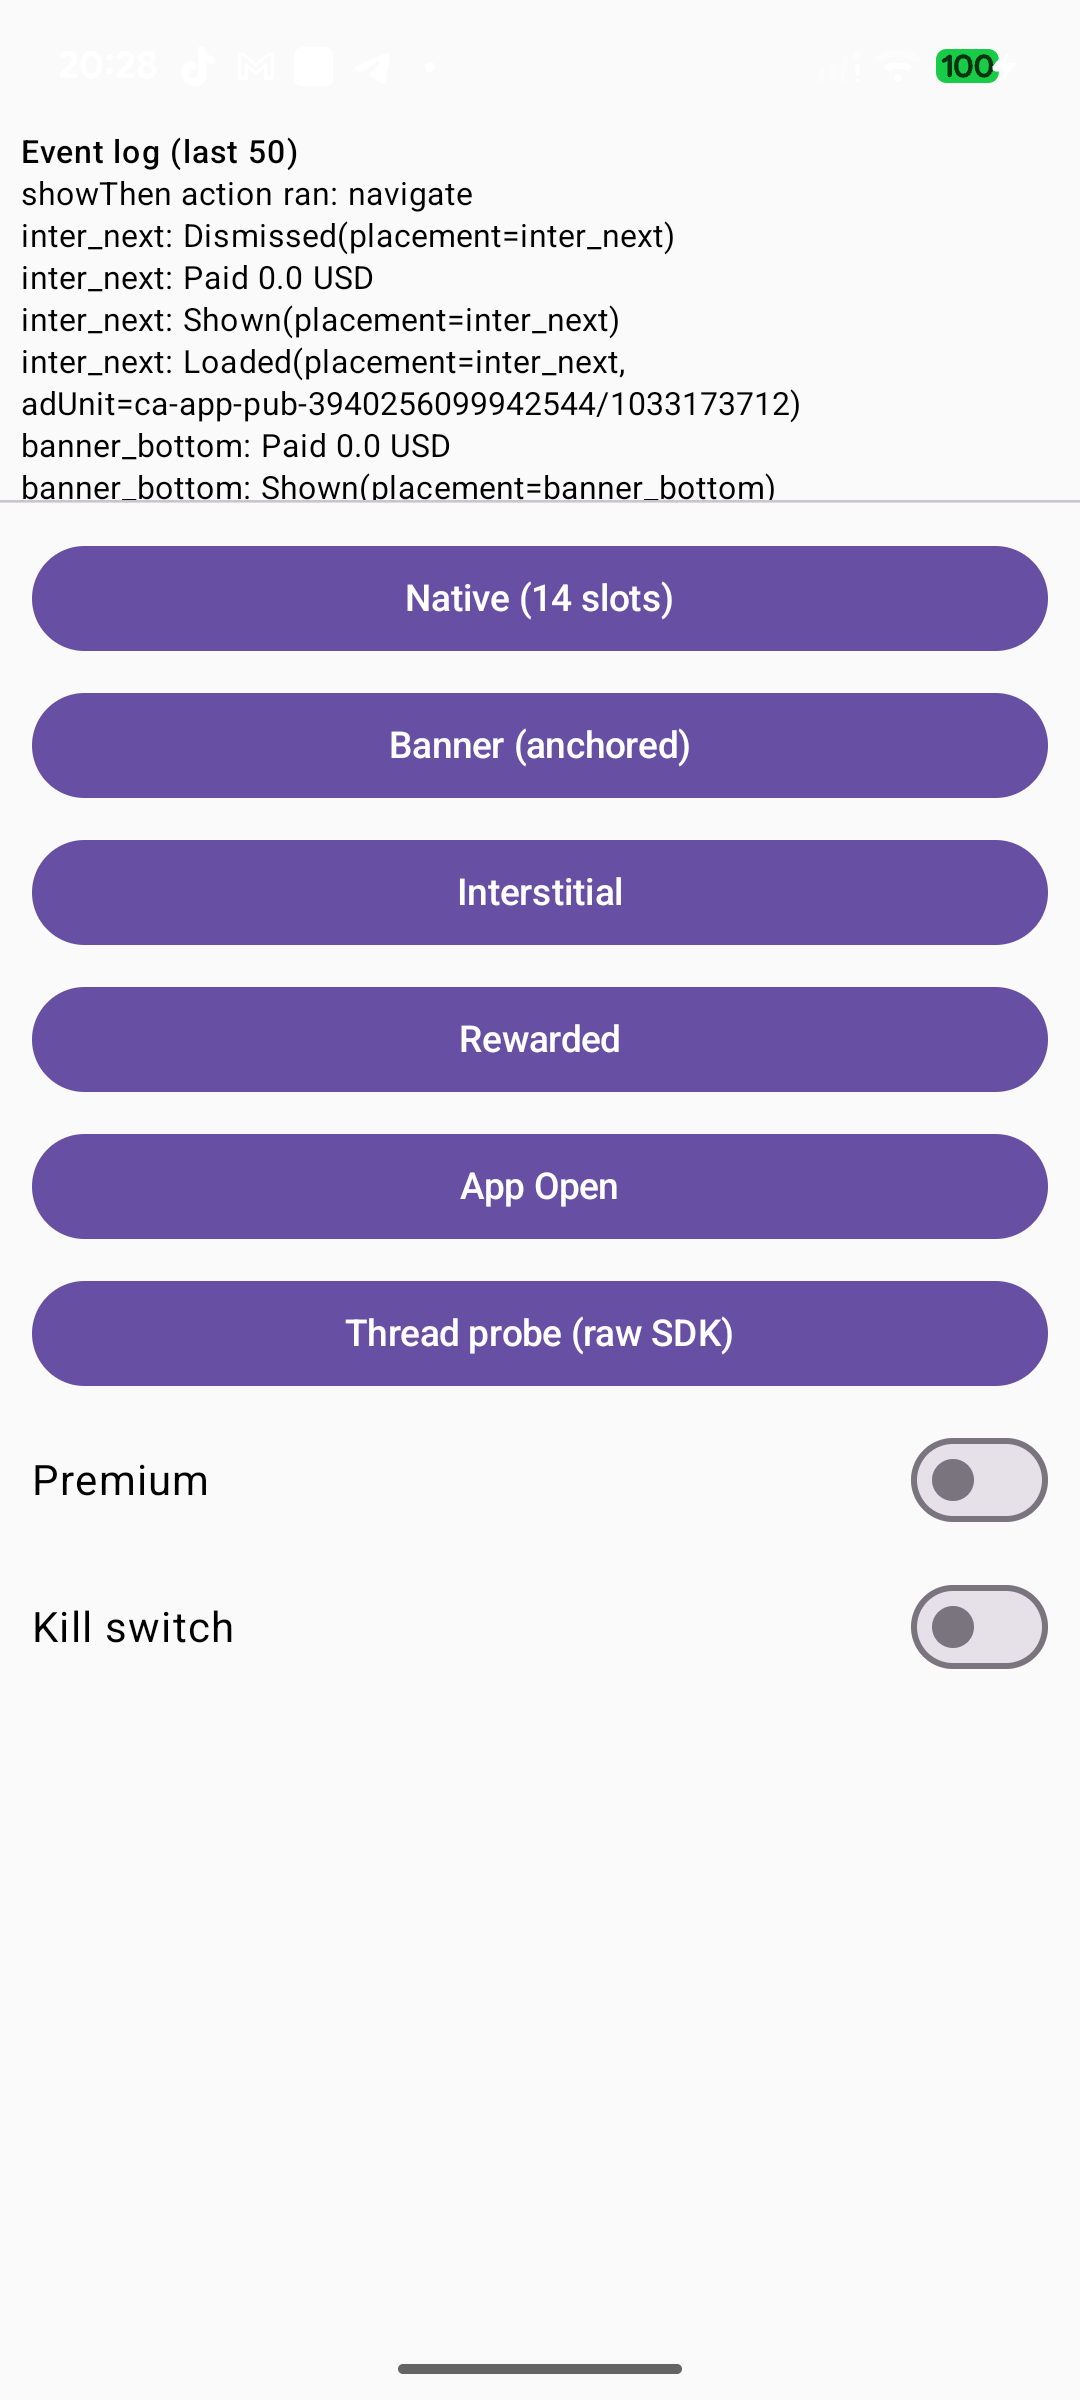 20:28
100
Event log (last 50)
showThen action ran: navigate
inter_next: Dismissed(placement=inter_next)
inter_next: Paid 0.0 USD
inter_next: Shown(placement=inter_next)
inter_next: Loaded(placement=inter_next,
adUnit=ca-app-pub-3940256099942544/1033173712)
banner_bottom: Paid 0.0 USD
banner_bottom: Shown(placement=banner_bottom)
Native (14 slots)
Banner (anchored)
Interstitial
Rewarded
App Open
Thread probe (raw SDK)
Premium
Kill switch